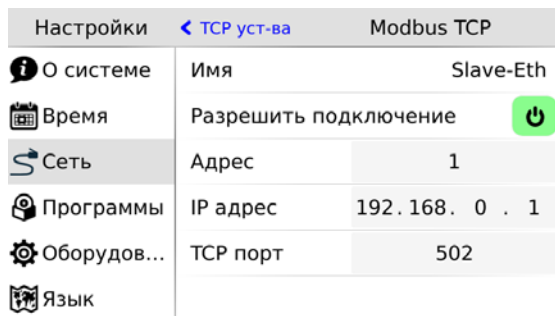 Настройки
TCP уст-ва
Modbus TCP
О системе
Имя
Slave-Eth
Время
Разрешить подключение
Сеть
Адрес
1
Программы
IP адрес
192.168. 0 . 1
Оборудов...
TCP порт
502
Язык